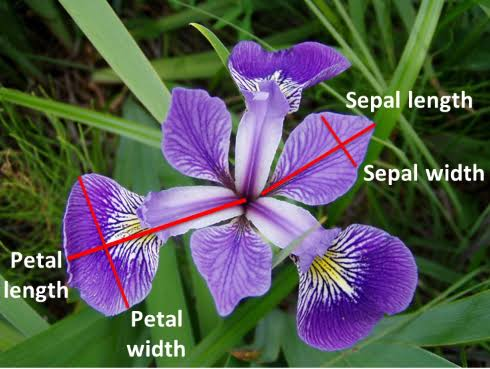 Sepal length
Sepal width
Petal
length
Petal
width